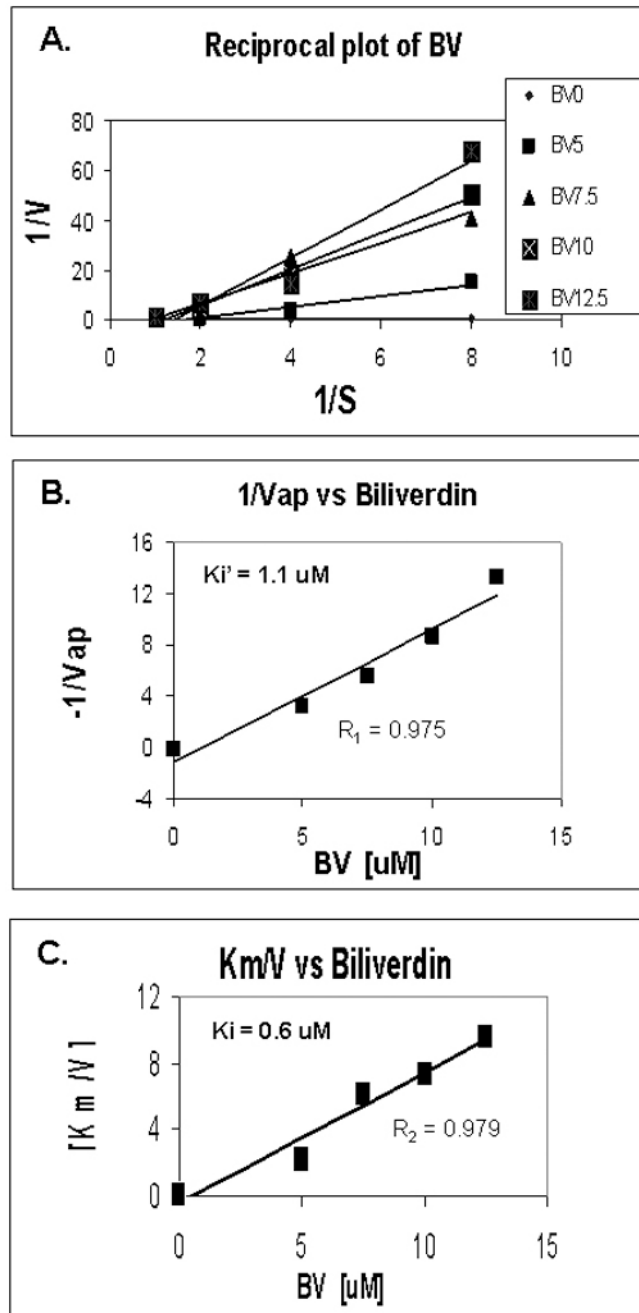 A.
Reciprocal plot of BV
BV0
BV5
BV7.5
BV10
BV12.5
80
60
40
20
0
1/V
0 2 4 6 8 10
1/S
B.
1/Vap vs Biliverdin
16
12
8
4
0
-4
-1/Vap
Ki' = 1.1 uM
R1 = 0.975
0 5 10 15
BV [uM]
C.
Km/V vs Biliverdin
12
8
4
0
[Km/V]
Ki = 0.6 uM
R2 = 0.979
0 5 10 15
BV [uM]